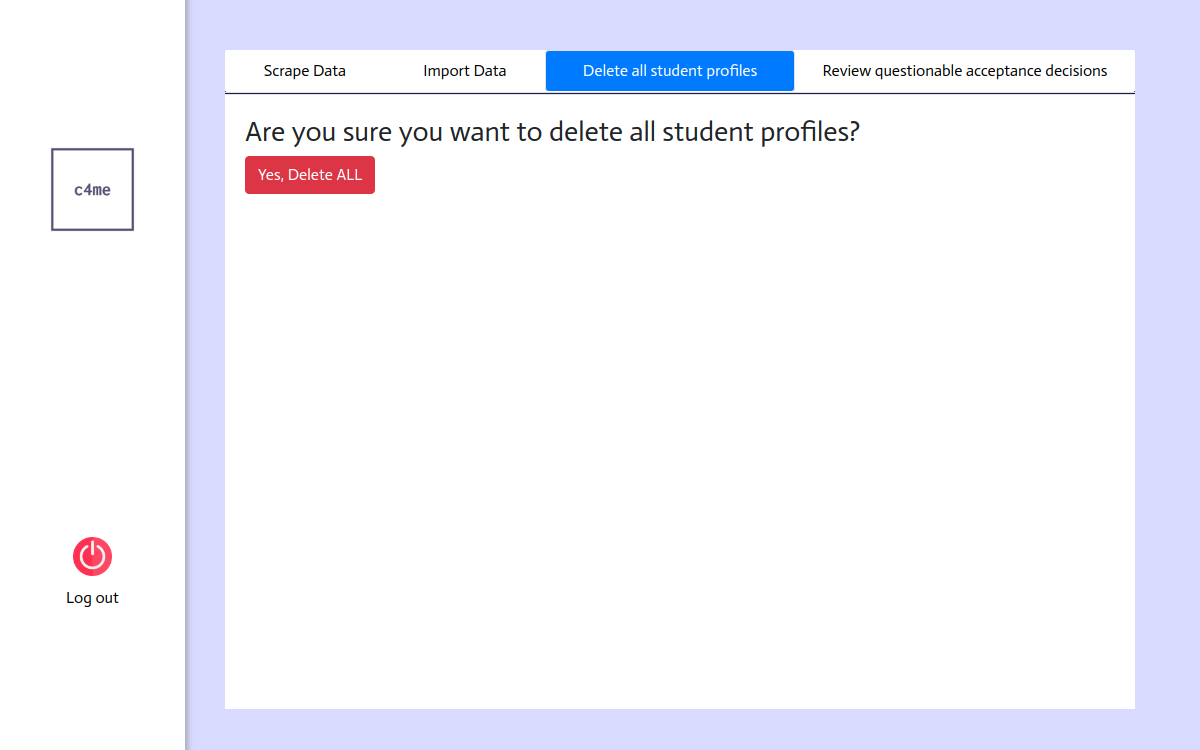 Scrape Data
Import Data
Delete all student profiles
Review questionable acceptance decisions
c4me
Are you sure you want to delete all student profiles?
Yes, Delete ALL
Log out